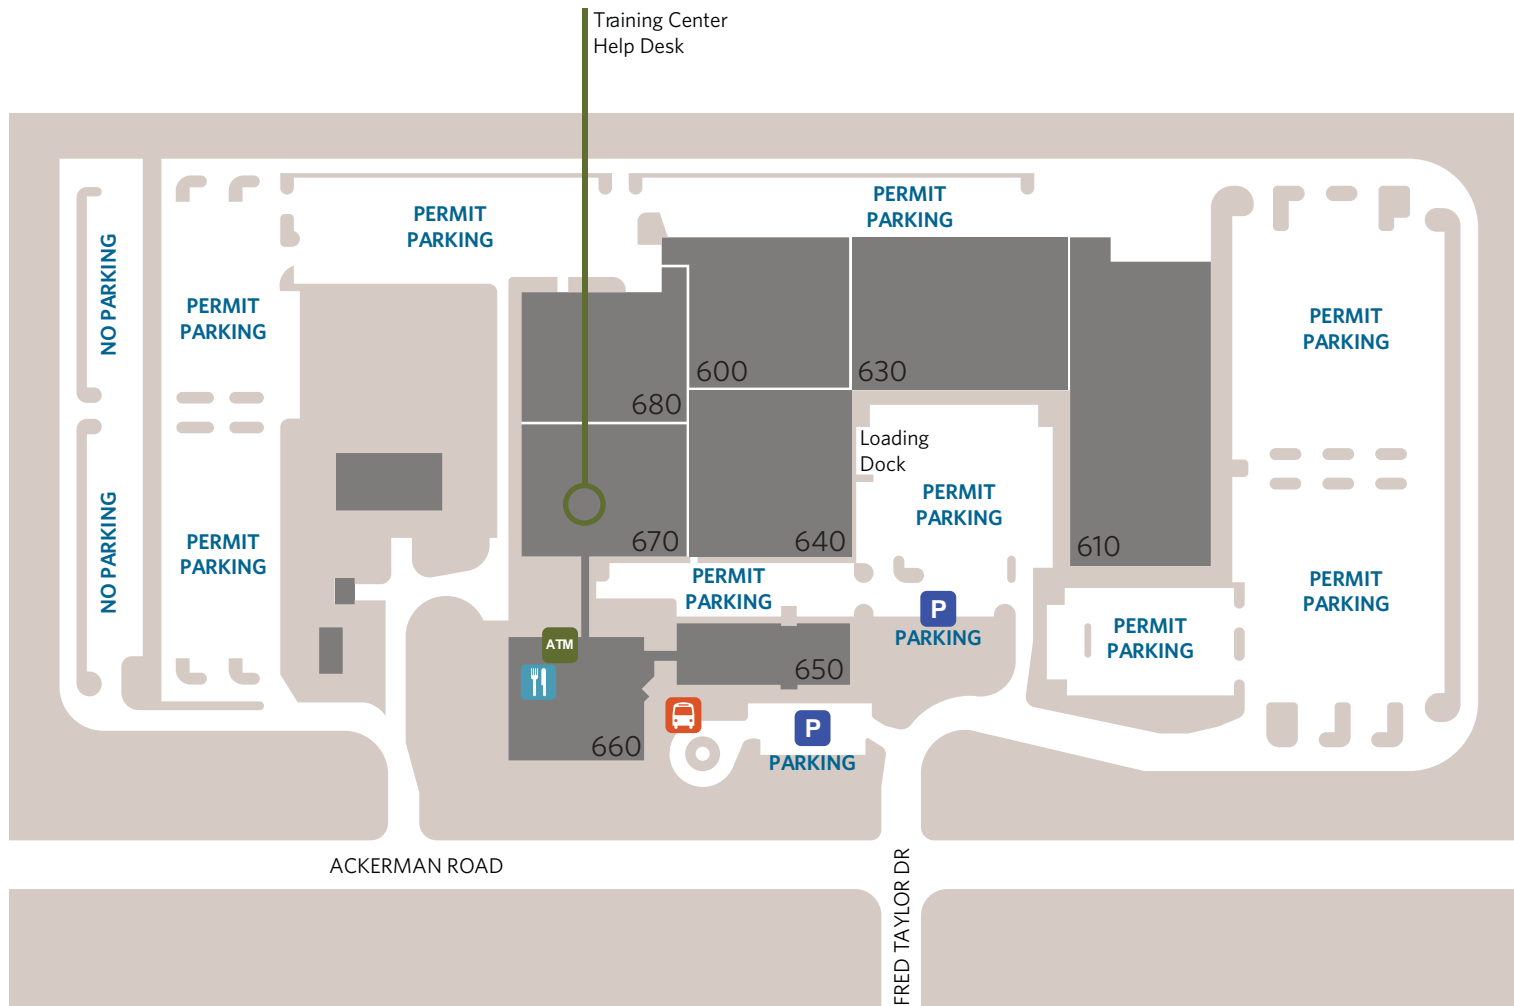 Training Center
Help Desk
PERMIT
PARKING
PERMIT
PARKING
NO PARKING
PERMIT
PARKING
PERMIT
PARKING
600
630
680
Loading
Dock
PERMIT
PARKING
NO PARKING
PERMIT
PARKING
670
640
610
PERMIT
PARKING
PERMIT
PARKING
P
PARKING
PERMIT
PARKING
ATM
650
660
P
PARKING
ACKERMAN ROAD
FRED TAYLOR DR